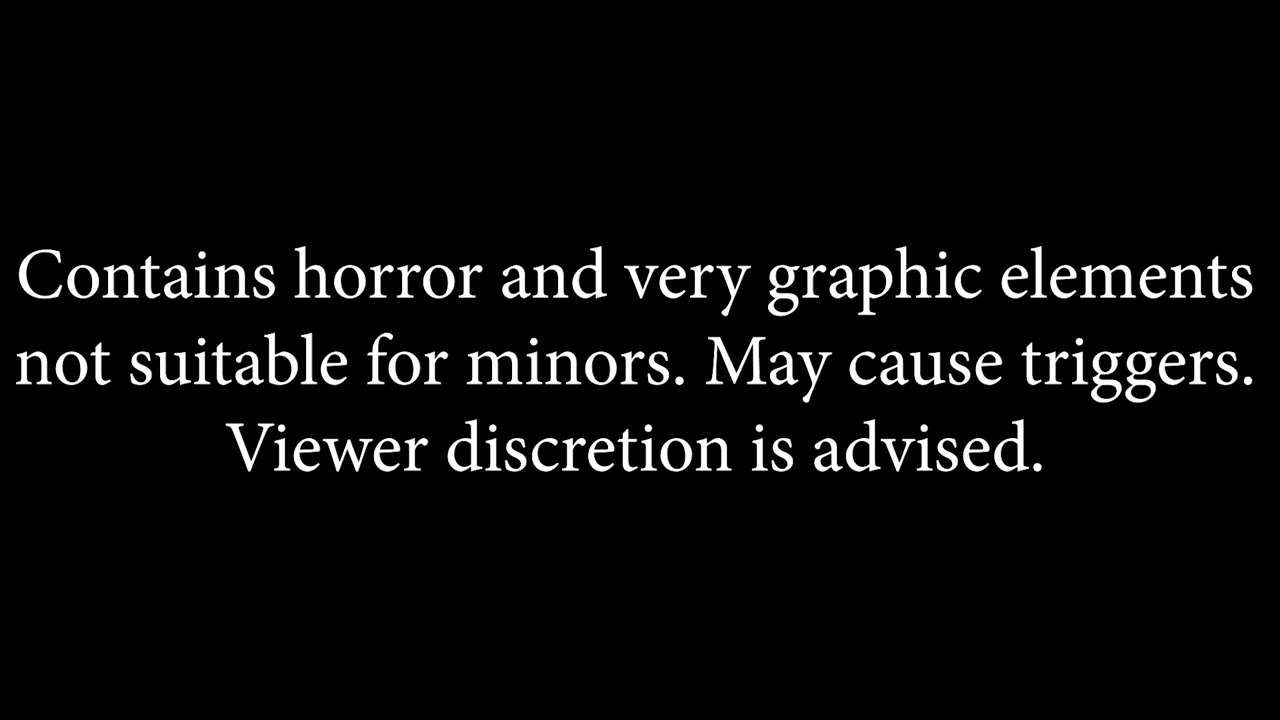 Contains horror and very graphic elements
not suitable for minors. May cause triggers.
Viewer discretion is advised.